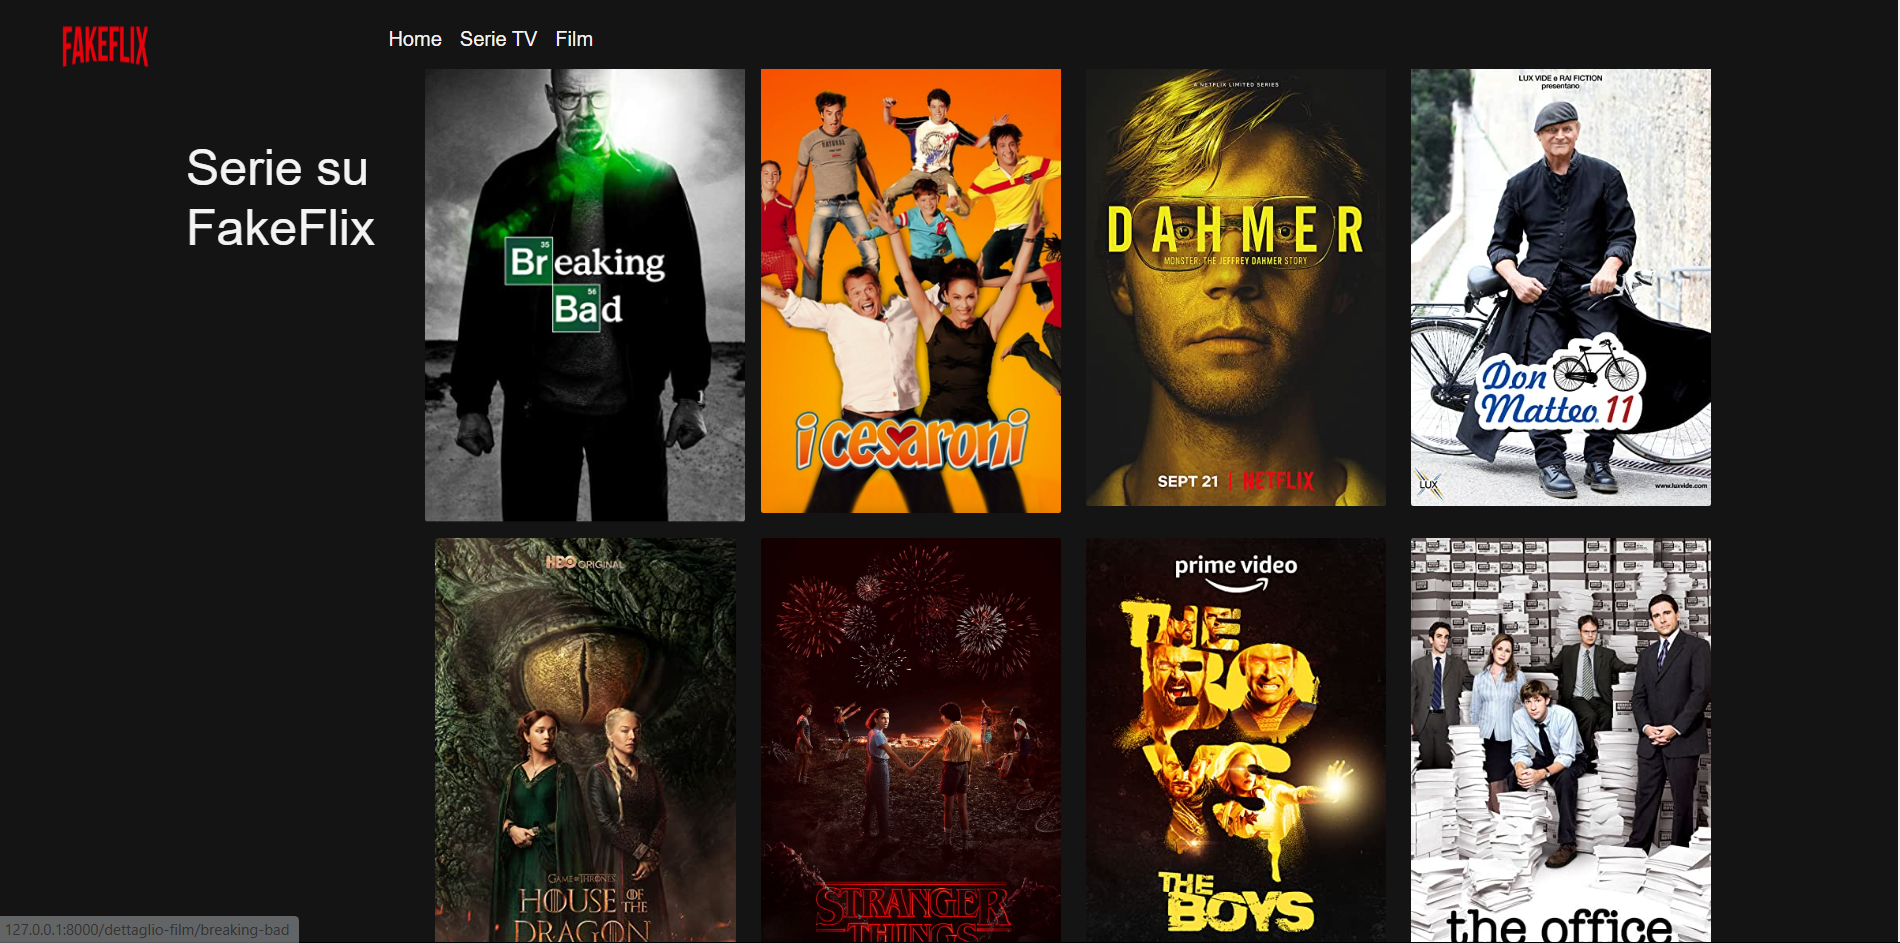 FAKEFLIX
Home Serie TV Film
Serie su
FakeFlix
35
Breaking
56
Bad
NATURAL
i cesaroni
A NETFLIX LIMITED SERIES
DAHMER
MONSTER: THE JEFFREY DAHMER STORY
SEPT 21 | NETFLIX
LUX VIDE e RAI FICTION
presentano
Don
Matteo 11
LUX
www.luxvide.com
HBO ORIGINAL
GAME OF THRONES
HOUSE OF THE
DRAGON
STRANGER
THINGS
prime video
THE
BOYS
THE
BOYS
the office
127.0.0.1:8000/dettaglio-film/breaking-bad